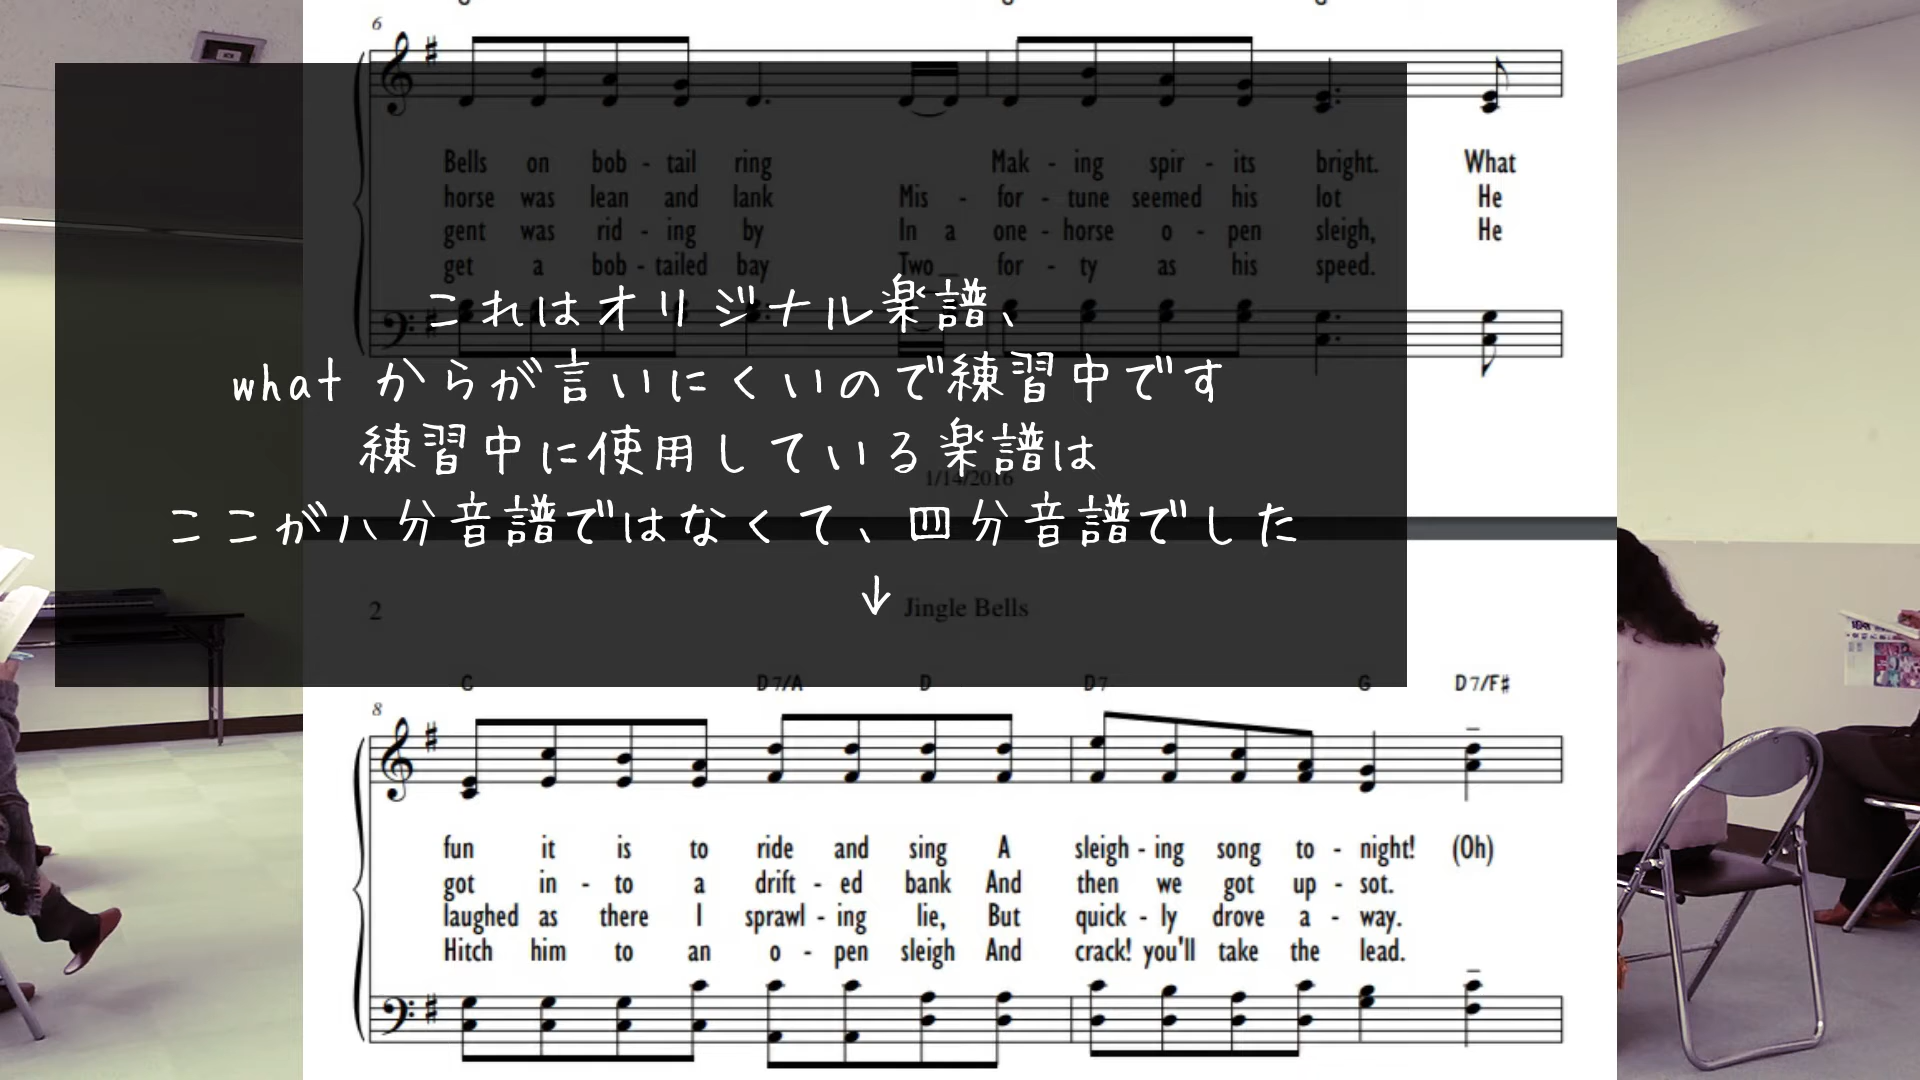 6
Bells on bob - tail ring Mak - ing spir - its bright. What
horse was lean and lank Mis - for - tune seemed his lot He
gent was rid - ing by In a one - horse o - pen sleigh, He
get a bob - tailed bay Two _ for - ty as his speed.
これはオリジナル楽譜、
what からが言いにくいので練習中です
練習中に使用している楽譜は
1/14/2016
ここが八分音譜ではなくて、四分音譜でした
↓
2 Jingle Bells
C D7/A D D7 G D7/F♯
8
fun it is to ride and sing A sleigh - ing song to - night! (Oh)
got in - to a drift - ed bank And then we got up - sot.
laughed as there I sprawl - ing lie, But quick - ly drove a - way.
Hitch him to an o - pen sleigh And crack! you'll take the lead.